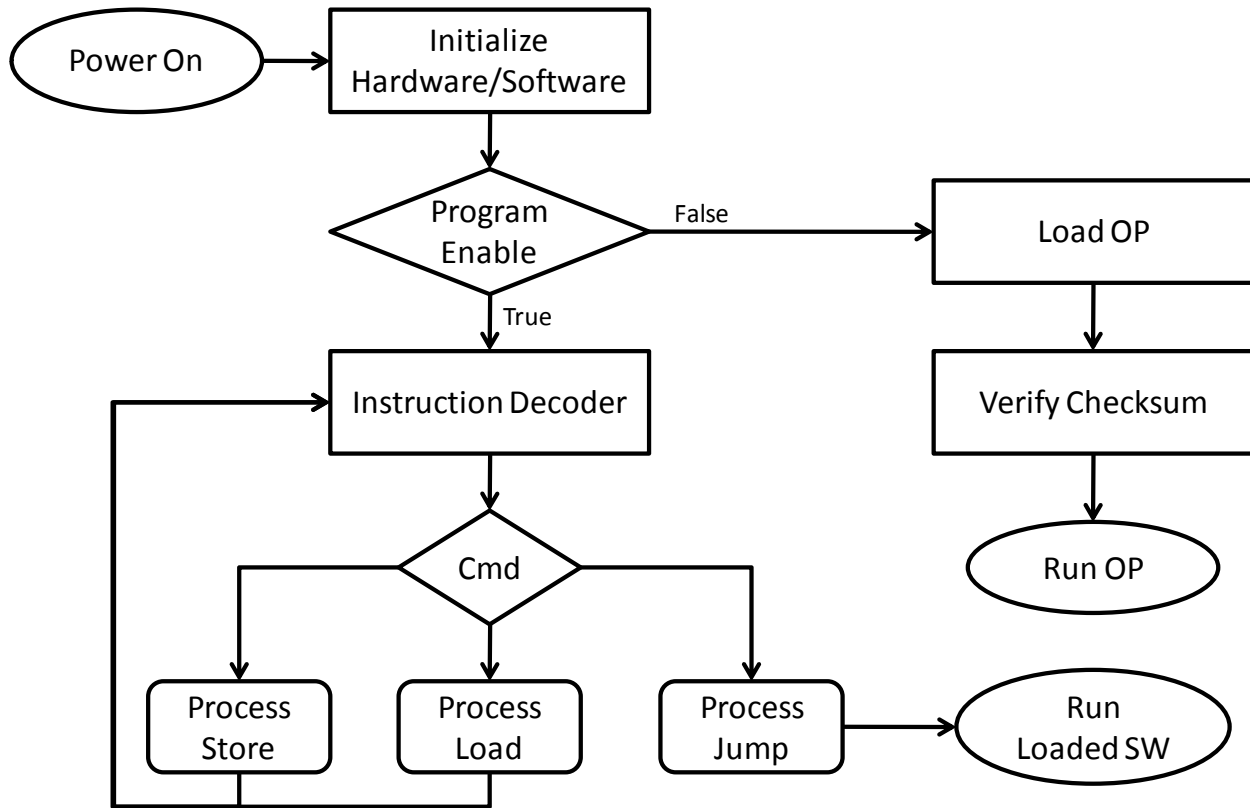 Power On
Initialize
Hardware/Software
Program
Enable
False
Load OP
True
Instruction Decoder
Verify Checksum
Cmd
Run OP
Process
Store
Process
Load
Process
Jump
Run
Loaded SW